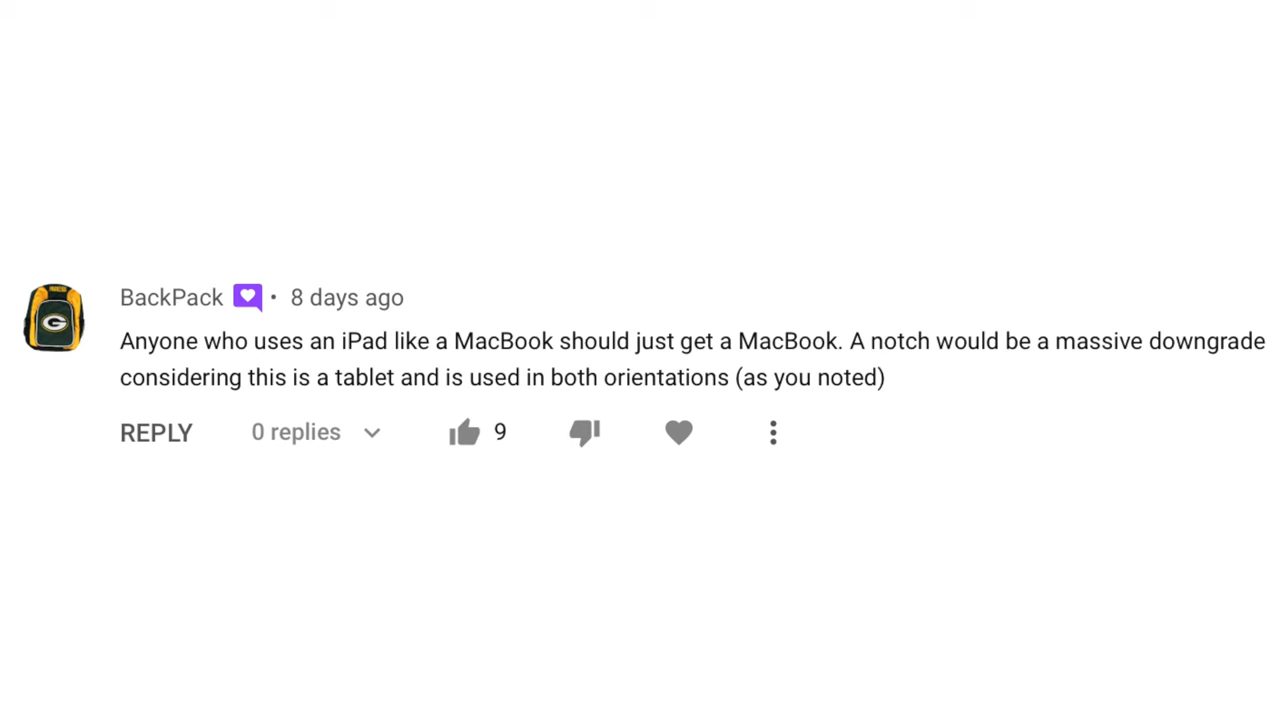 BackPack • 8 days ago
Anyone who uses an iPad like a MacBook should just get a MacBook. A notch would be a massive downgrade
considering this is a tablet and is used in both orientations (as you noted)
REPLY 0 replies 9